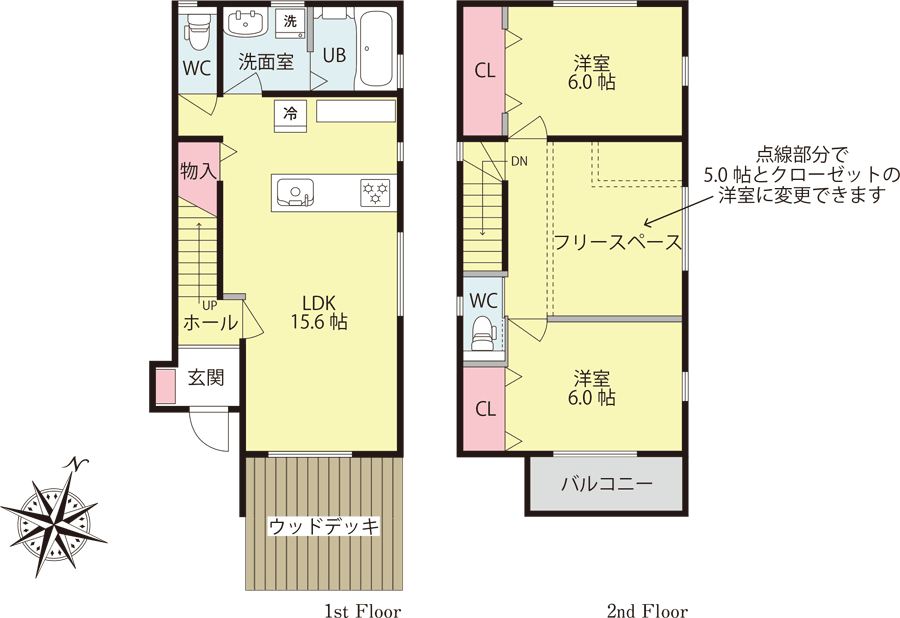 WC
洗面室
洗
UB
冷
物入
LDK
15.6 帖
UP
ホール
玄関
ウッドデッキ
N
1st Floor
CL
洋室
6.0 帖
DN
点線部分で
5.0 帖とクローゼットの
洋室に変更できます
フリースペース
WC
洋室
6.0 帖
CL
バルコニー
2nd Floor